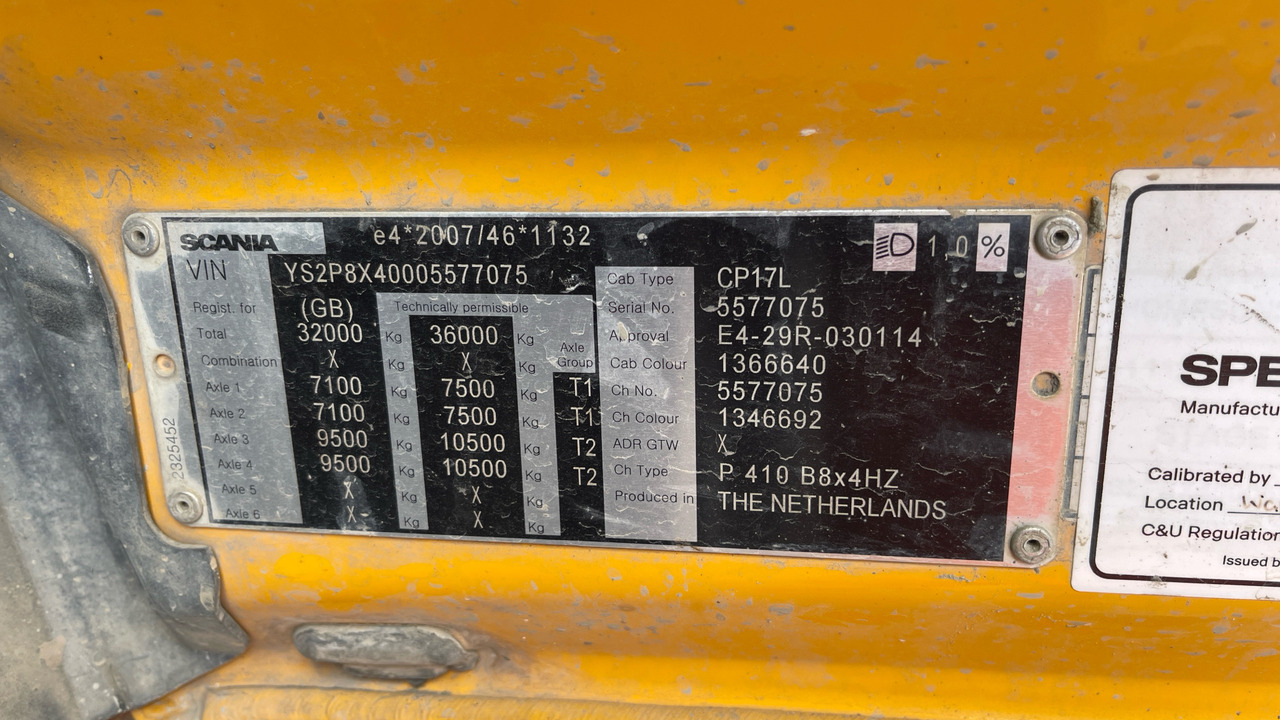 SCANIA e4*2007/46*1132 1,0 %
VIN YS2P8X40005577075
Regist. for (GB) Technically permissible
Total 32000 Kg 36000 Kg Axle Group
Combination X Kg X Kg
Axle 1 7100 Kg 7500 Kg T1
Axle 2 7100 Kg 7500 Kg T1
Axle 3 9500 Kg 10500 Kg T2
Axle 4 9500 Kg 10500 Kg T2
Axle 5 X Kg X Kg
Axle 6 X Kg X Kg
Cab Type CP17L
Serial No. 5577075
Approval E4-29R-030114
Cab Colour 1366640
Ch No. 5577075
Ch Colour 1346692
ADR GTW X
Ch Type P 410 B8x4HZ
Produced in THE NETHERLANDS
2325452
SPE
Manufactu
Calibrated by
Location
C&U Regulation
Issued b